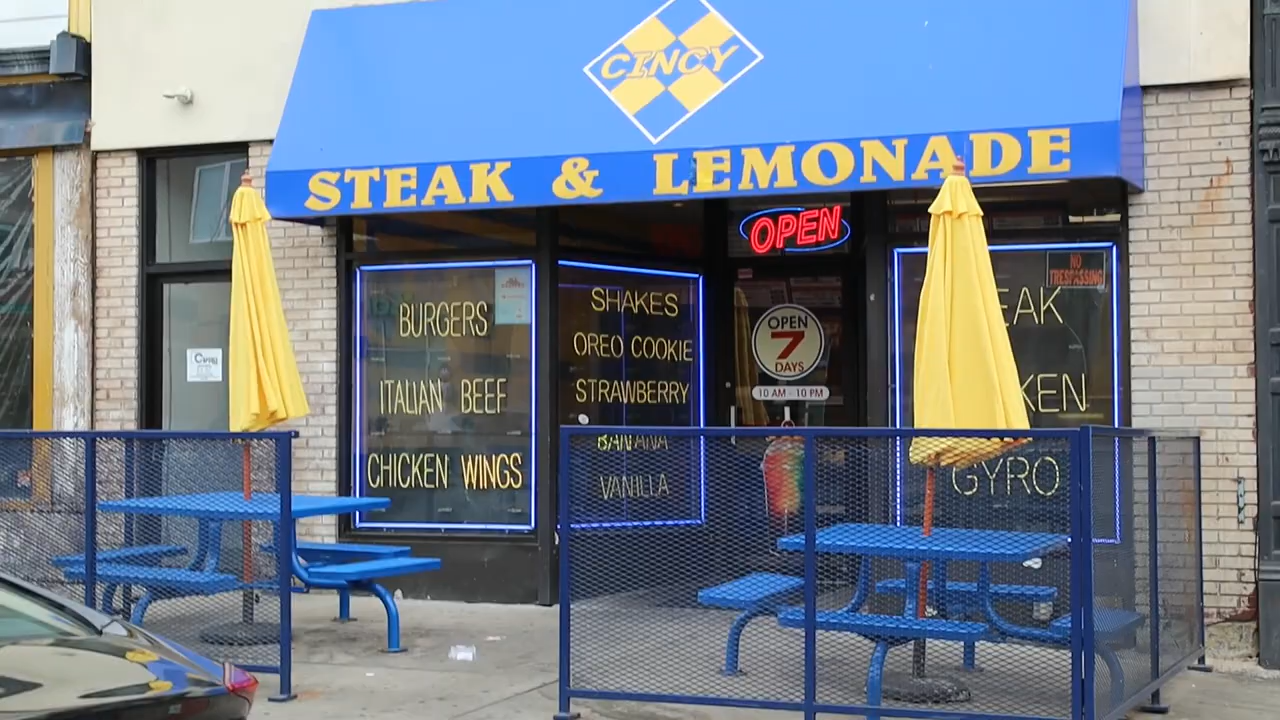 CINCY
STEAK & LEMONADE
OPEN
NO
TRESPASSING
BURGERS
ITALIAN BEEF
CHICKEN WINGS
SHAKES
OREO COOKIE
STRAWBERRY
BANANA
VANILLA
OPEN
7
DAYS
10 AM - 10 PM
EAK
KEN
GYRO